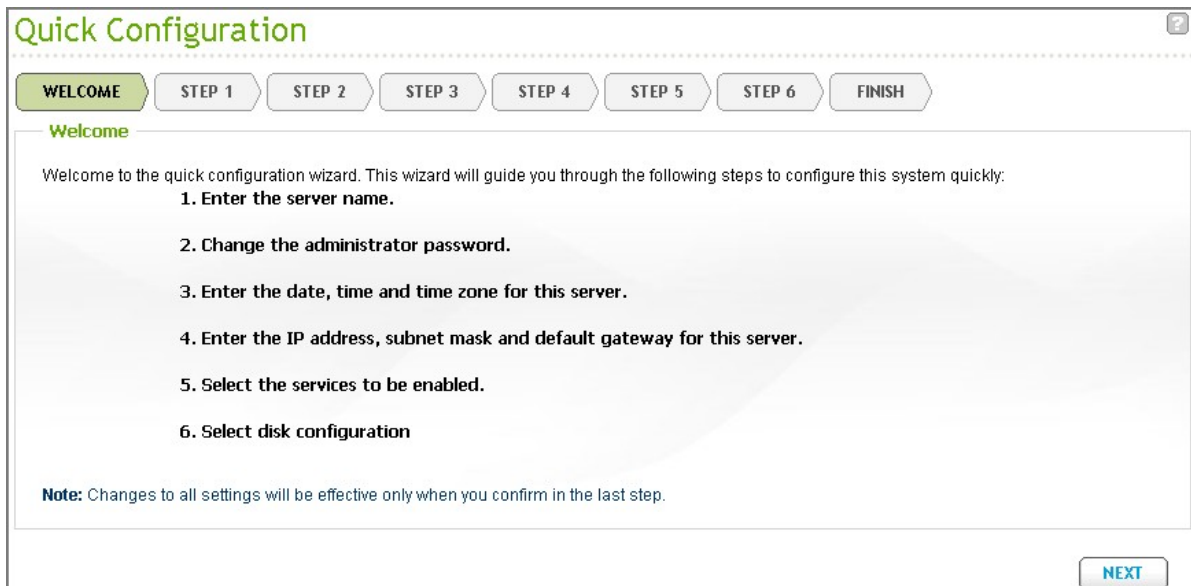 Quick Configuration
?
WELCOME STEP 1 STEP 2 STEP 3 STEP 4 STEP 5 STEP 6 FINISH
Welcome
Welcome to the quick configuration wizard. This wizard will guide you through the following steps to configure this system quickly:
1. Enter the server name.
2. Change the administrator password.
3. Enter the date, time and time zone for this server.
4. Enter the IP address, subnet mask and default gateway for this server.
5. Select the services to be enabled.
6. Select disk configuration
Note: Changes to all settings will be effective only when you confirm in the last step.
NEXT